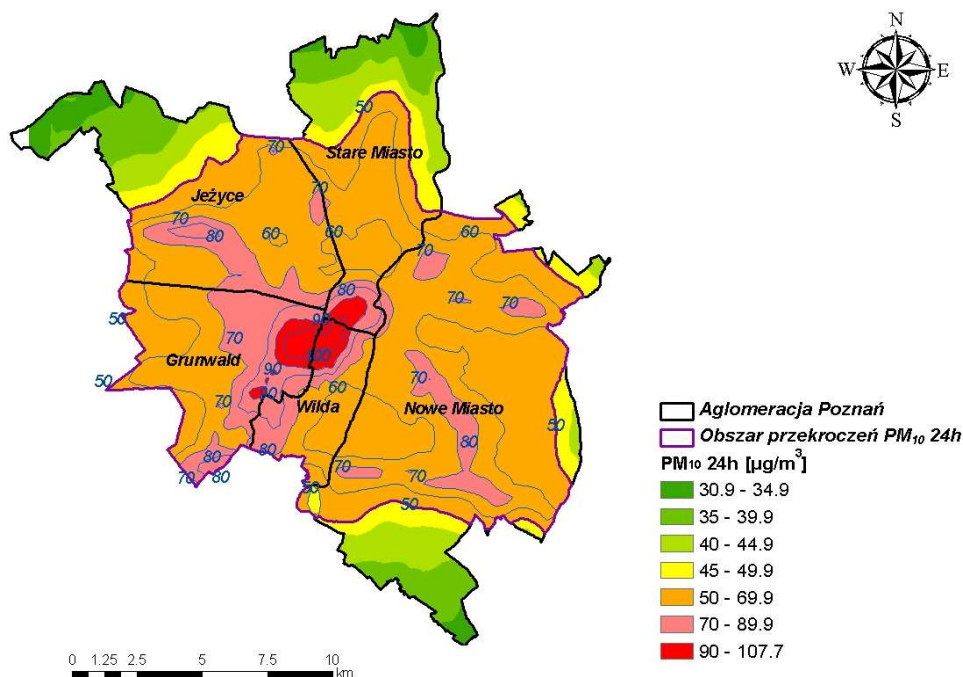 N
W E
S
50
Stare Miasto
70
Jeżyce
70
70
80
60
60
60
70
50
80
70
70
90
70
Grunwald
100
90
50
60
70
90
70
Wilda
Nowe Miasto
50
80
80
80
70
80
70
70
50
50
Aglomeracja Poznań
Obszar przekroczeń PM10 24h
PM10 24h [µg/m³]
30.9 - 34.9
35 - 39.9
40 - 44.9
45 - 49.9
50 - 69.9
70 - 89.9
90 - 107.7
0 1.25 2.5 5 7.5 10
km